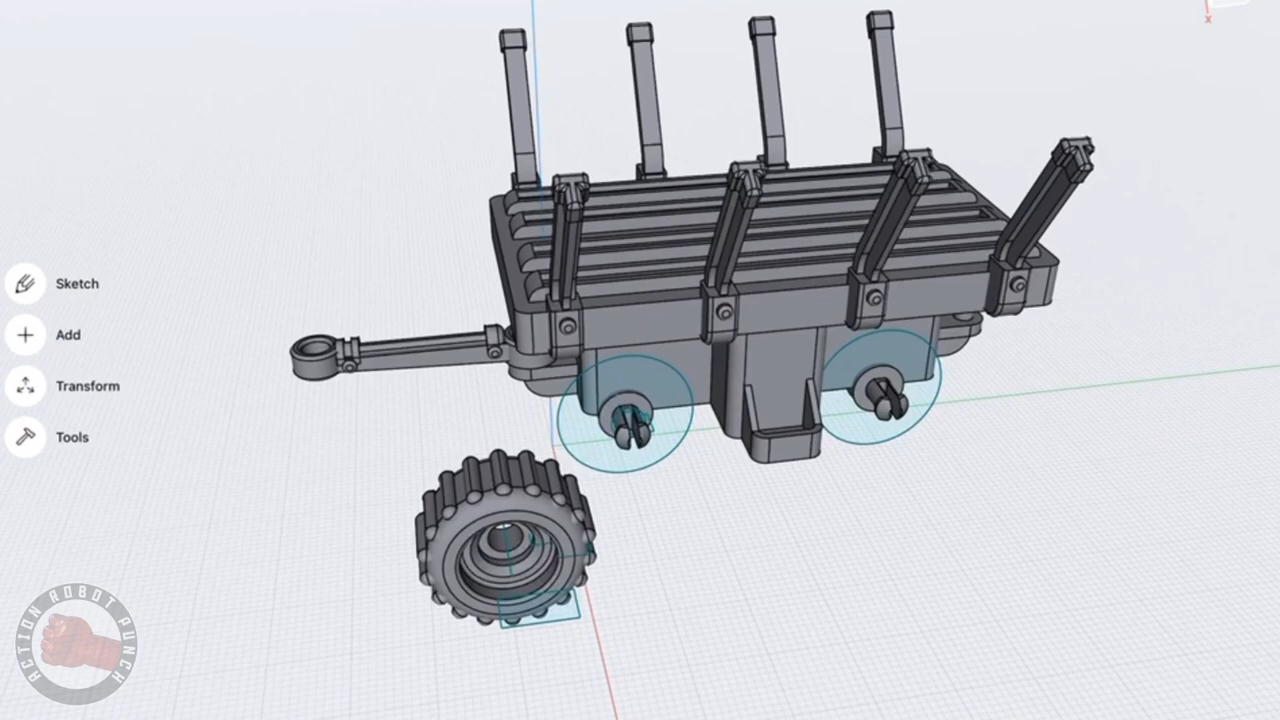 x
Sketch
Add
Transform
Tools
ACTION ROBOT PUNCH